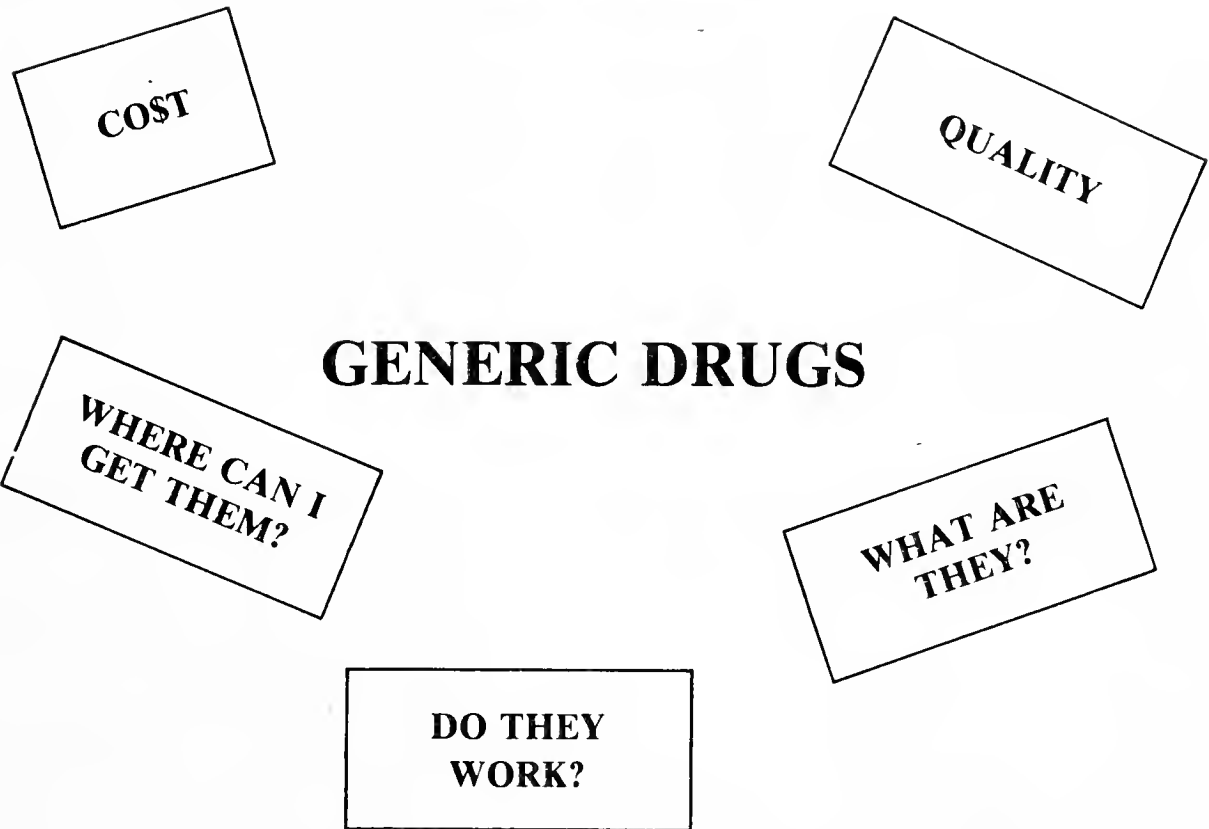 CO$T
QUALITY
GENERIC DRUGS
WHERE CAN I
GET THEM?
WHAT ARE
THEY?
DO THEY
WORK?